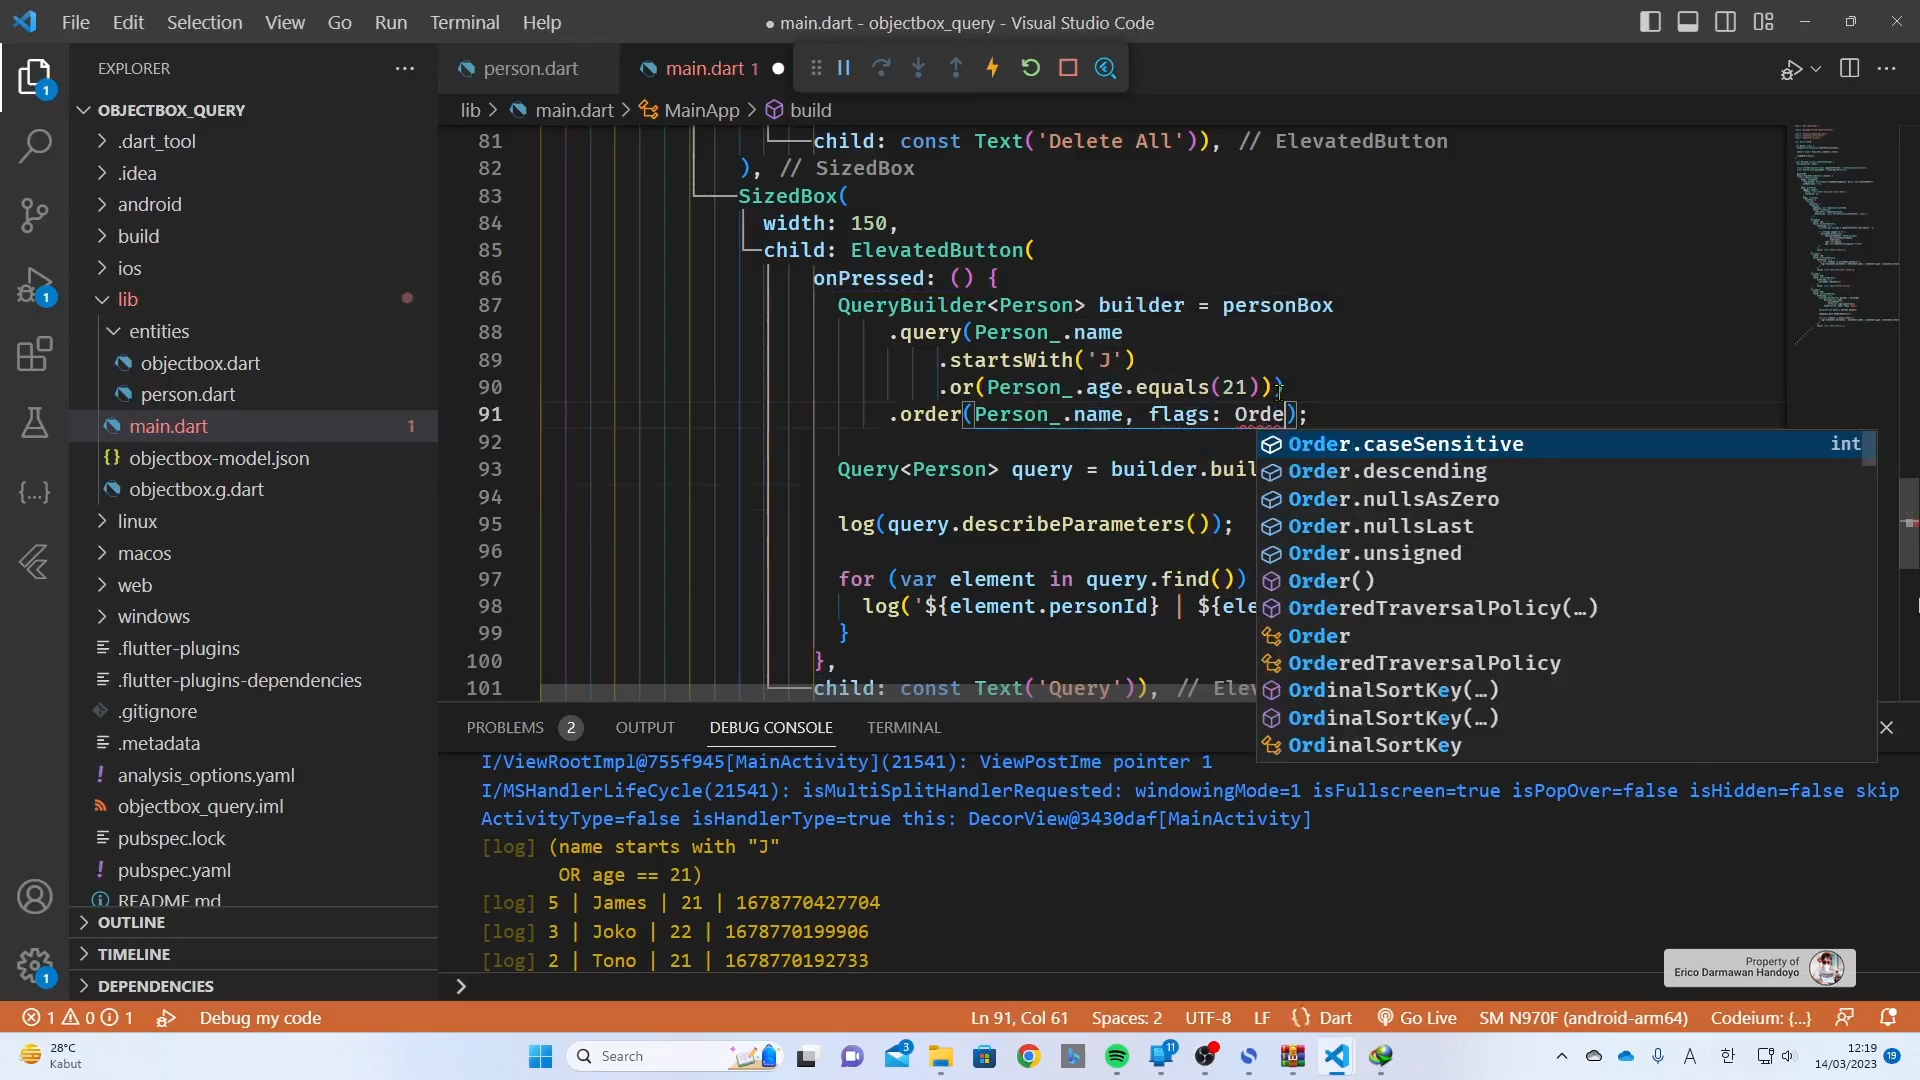 File Edit Selection View Go Run Terminal Help
● main.dart - objectbox_query - Visual Studio Code
EXPLORER
person.dart
main.dart 1
lib > main.dart > MainApp > build
OBJECTBOX_QUERY
.dart_tool
.idea
android
build
ios
lib
entities
objectbox.dart
person.dart
main.dart 1
objectbox-model.json
objectbox.g.dart
linux
macos
web
windows
.flutter-plugins
.flutter-plugins-dependencies
.gitignore
.metadata
analysis_options.yaml
objectbox_query.iml
pubspec.lock
pubspec.yaml
README.md
OUTLINE
TIMELINE
DEPENDENCIES
1
1
1
81 child: const Text('Delete All')), // ElevatedButton
82 ), // SizedBox
83 SizedBox(
84 width: 150,
85 child: ElevatedButton(
86 onPressed: () {
87 QueryBuilder<Person> builder = personBox
88 .query(Person_.name
89 .startsWith('J')
90 .or(Person_.age.equals(21)))
91 .order(Person_.name, flags: Orde);
92
93 Query<Person> query = builder.buil
94
95 log(query.describeParameters());
96
97 for (var element in query.find())
98 log('${element.personId} | ${ele
99 }
100 },
101 child: const Text('Query')), // Ele
Order.caseSensitive int
Order.descending
Order.nullsAsZero
Order.nullsLast
Order.unsigned
Order()
OrderedTraversalPolicy(…)
Order
OrderedTraversalPolicy
OrdinalSortKey(…)
OrdinalSortKey(…)
OrdinalSortKey
PROBLEMS 2 OUTPUT DEBUG CONSOLE TERMINAL
I/ViewRootImpl@755f945[MainActivity](21541): ViewPostIme pointer 1
I/MSHandlerLifeCycle(21541): isMultiSplitHandlerRequested: windowingMode=1 isFullscreen=true isPopOver=false isHidden=false skip
ActivityType=false isHandlerType=true this: DecorView@3430daf[MainActivity]
[log] (name starts with "J"
OR age == 21)
[log] 5 | James | 21 | 1678770427704
[log] 3 | Joko | 22 | 1678770199906
[log] 2 | Tono | 21 | 1678770192733
Property of
Erico Darmawan Handoyo
1 0 1 Debug my code Ln 91, Col 61 Spaces: 2 UTF-8 LF {} Dart Go Live SM N970F (android-arm64) Codeium: {...}
28°C
Kabut
Search
3
11
A
한
12:19
14/03/2023
19